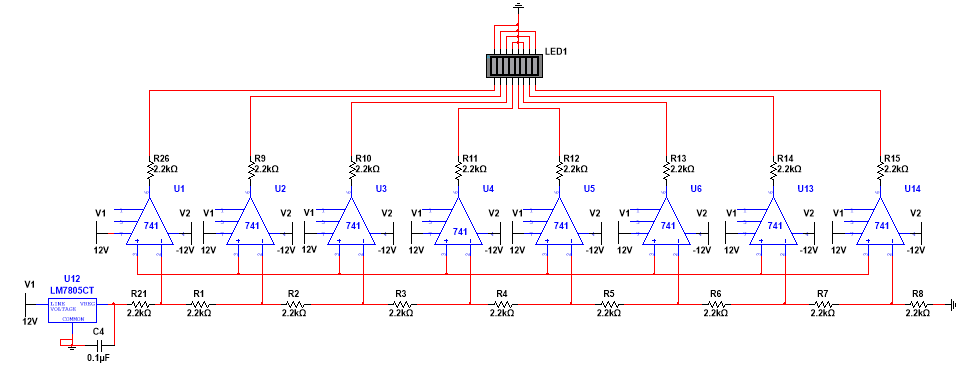 LED1
R26 R9 R10 R11 R12 R13 R14 R15
2.2kΩ 2.2kΩ 2.2kΩ 2.2kΩ 2.2kΩ 2.2kΩ 2.2kΩ 2.2kΩ
U1 U2 U3 U4 U5 U6 U13 U14
V1 V2 V1 V2 V1 V2 V1 V2 V1 V2 V1 V2 V1 V2 V1 V2
741 741 741 741 741 741 741 741
12V -12V 12V -12V 12V -12V 12V -12V 12V -12V 12V -12V 12V -12V 12V -12V
U12
V1 LM7805CT R21 R1 R2 R3 R4 R5 R6 R7 R8
LINE VREG
VOLTAGE
2.2kΩ 2.2kΩ 2.2kΩ 2.2kΩ 2.2kΩ 2.2kΩ 2.2kΩ 2.2kΩ 2.2kΩ
12V COMMON
C4
0.1µF